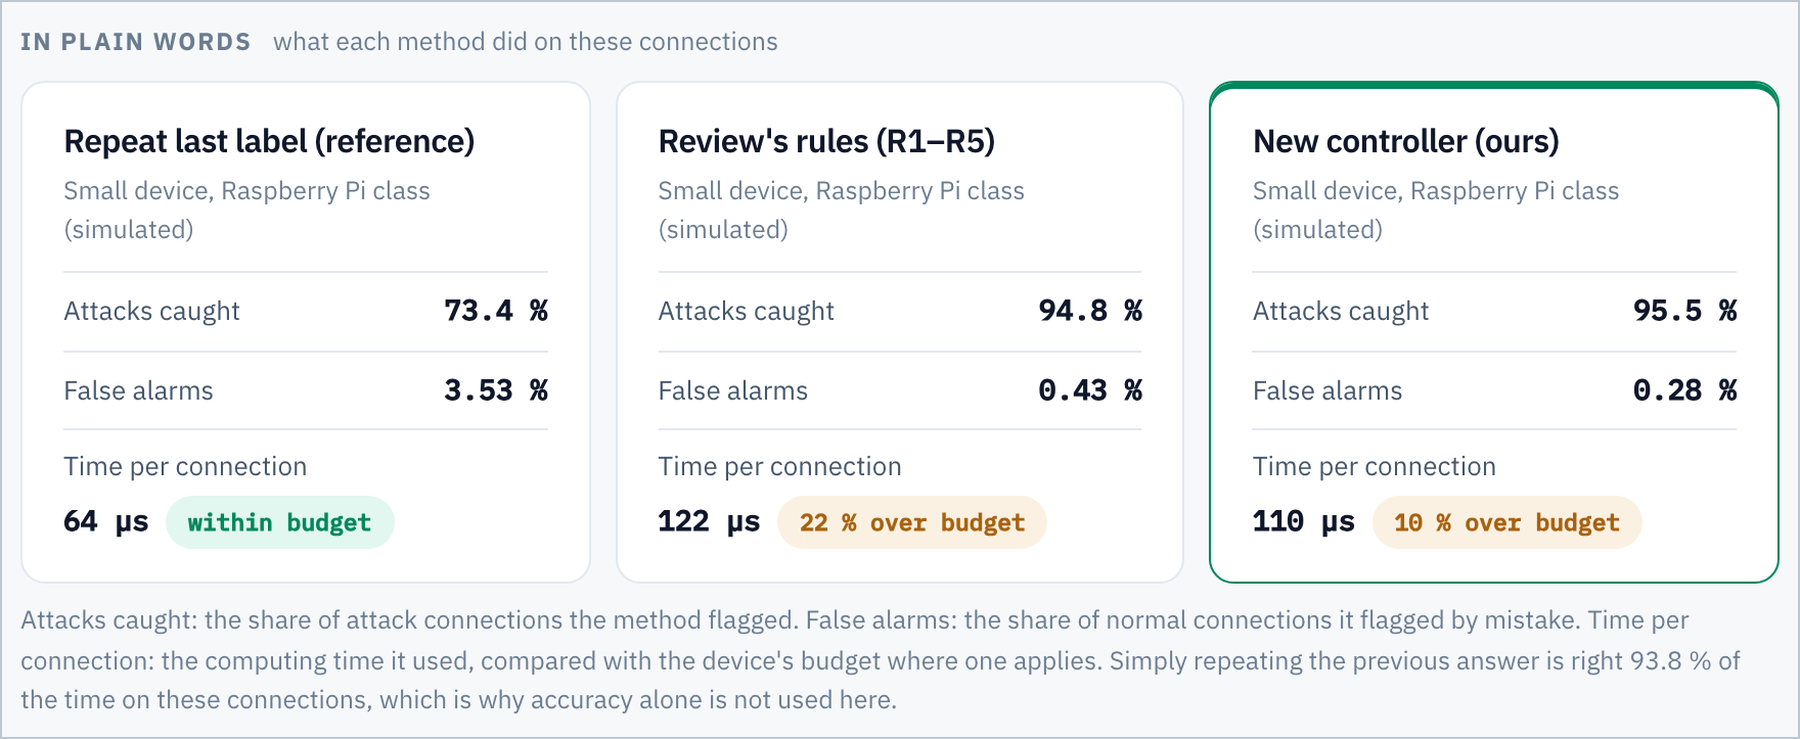 IN PLAIN WORDS what each method did on these connections
Repeat last label (reference)
Small device, Raspberry Pi class
(simulated)
Attacks caught 73.4 %
False alarms 3.53 %
Time per connection
64 µs within budget
Review's rules (R1–R5)
Small device, Raspberry Pi class
(simulated)
Attacks caught 94.8 %
False alarms 0.43 %
Time per connection
122 µs 22 % over budget
New controller (ours)
Small device, Raspberry Pi class
(simulated)
Attacks caught 95.5 %
False alarms 0.28 %
Time per connection
110 µs 10 % over budget
Attacks caught: the share of attack connections the method flagged. False alarms: the share of normal connections it flagged by mistake. Time per
connection: the computing time it used, compared with the device's budget where one applies. Simply repeating the previous answer is right 93.8 % of
the time on these connections, which is why accuracy alone is not used here.